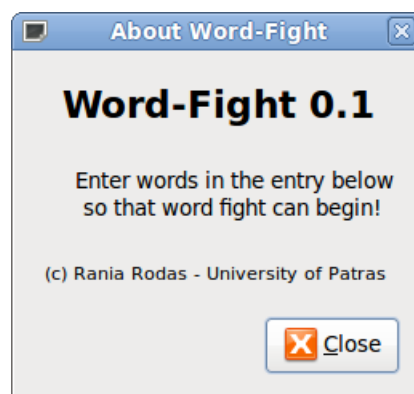 About Word-Fight
Word-Fight 0.1
Enter words in the entry below
so that word fight can begin!
(c) Rania Rodas - University of Patras
Close